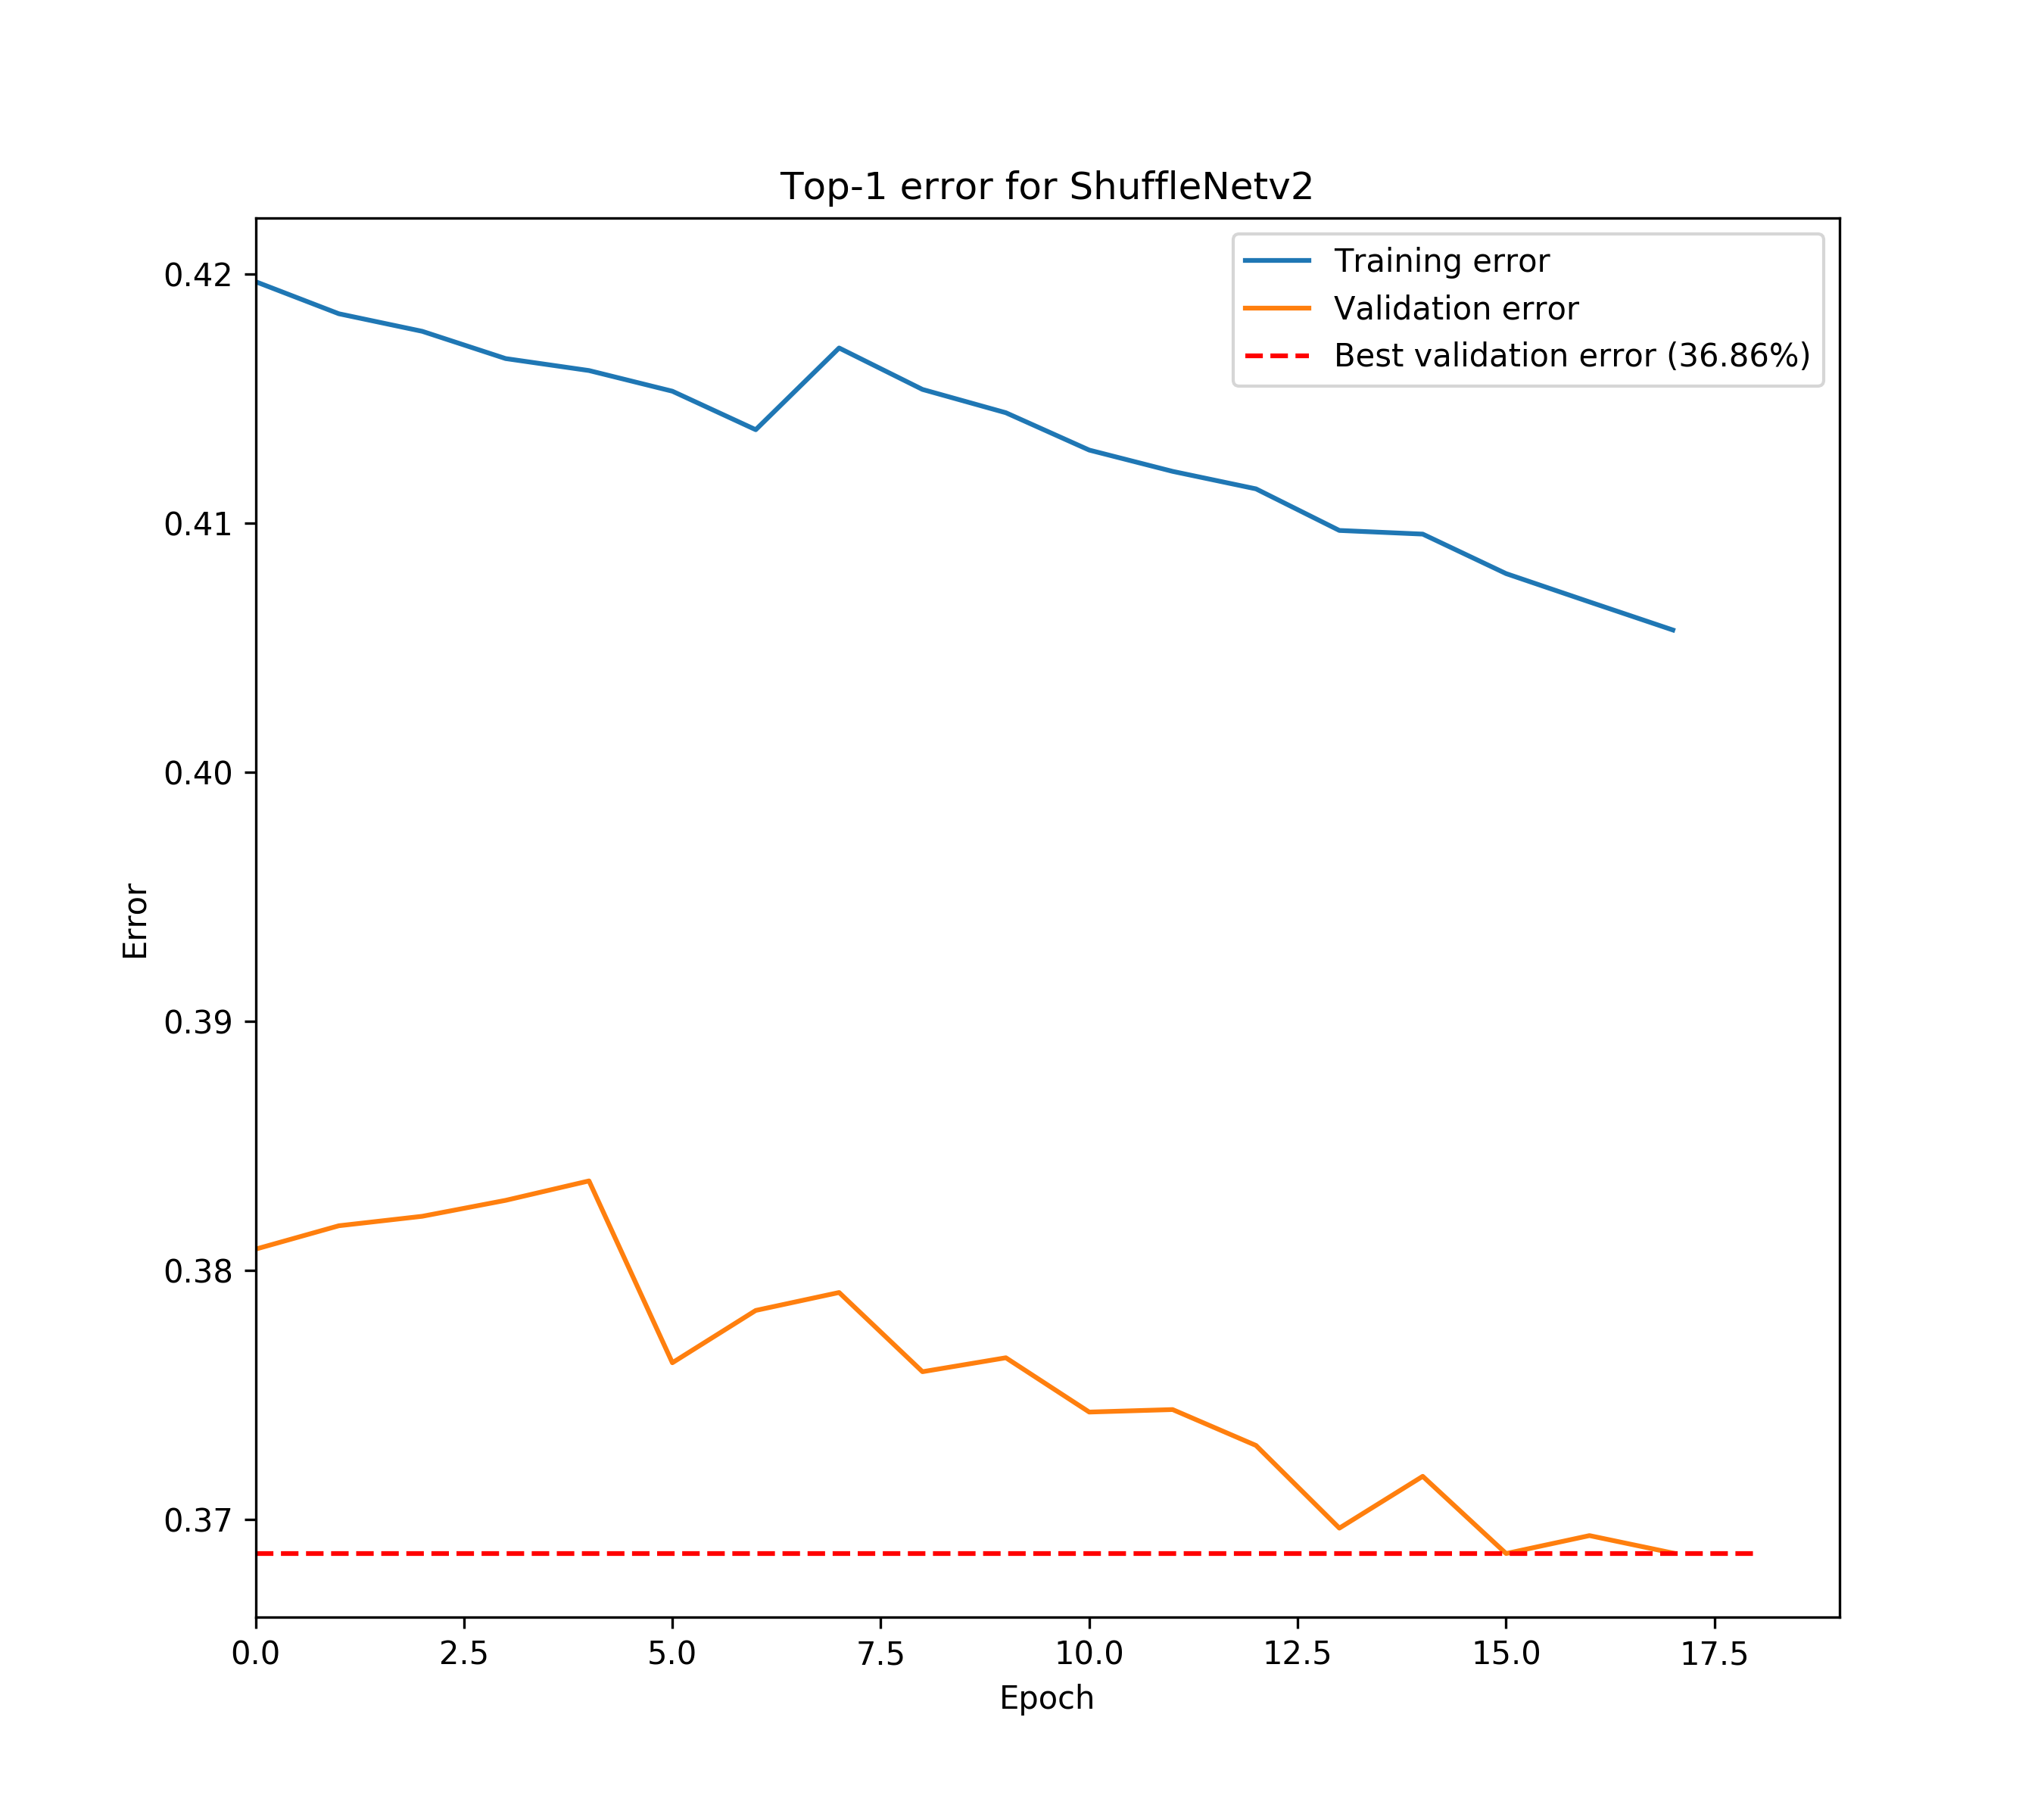 Top-1 error for ShuffleNetv2
Training error
Validation error
Best validation error (36.86%)
0.42
0.41
0.40
0.39
0.38
0.37
Error
0.0 2.5 5.0 7.5 10.0 12.5 15.0 17.5
Epoch